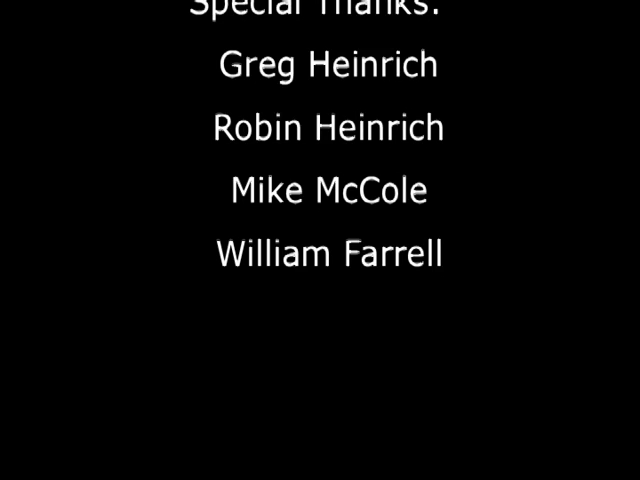 Special Thanks:
Greg Heinrich
Robin Heinrich
Mike McCole
William Farrell